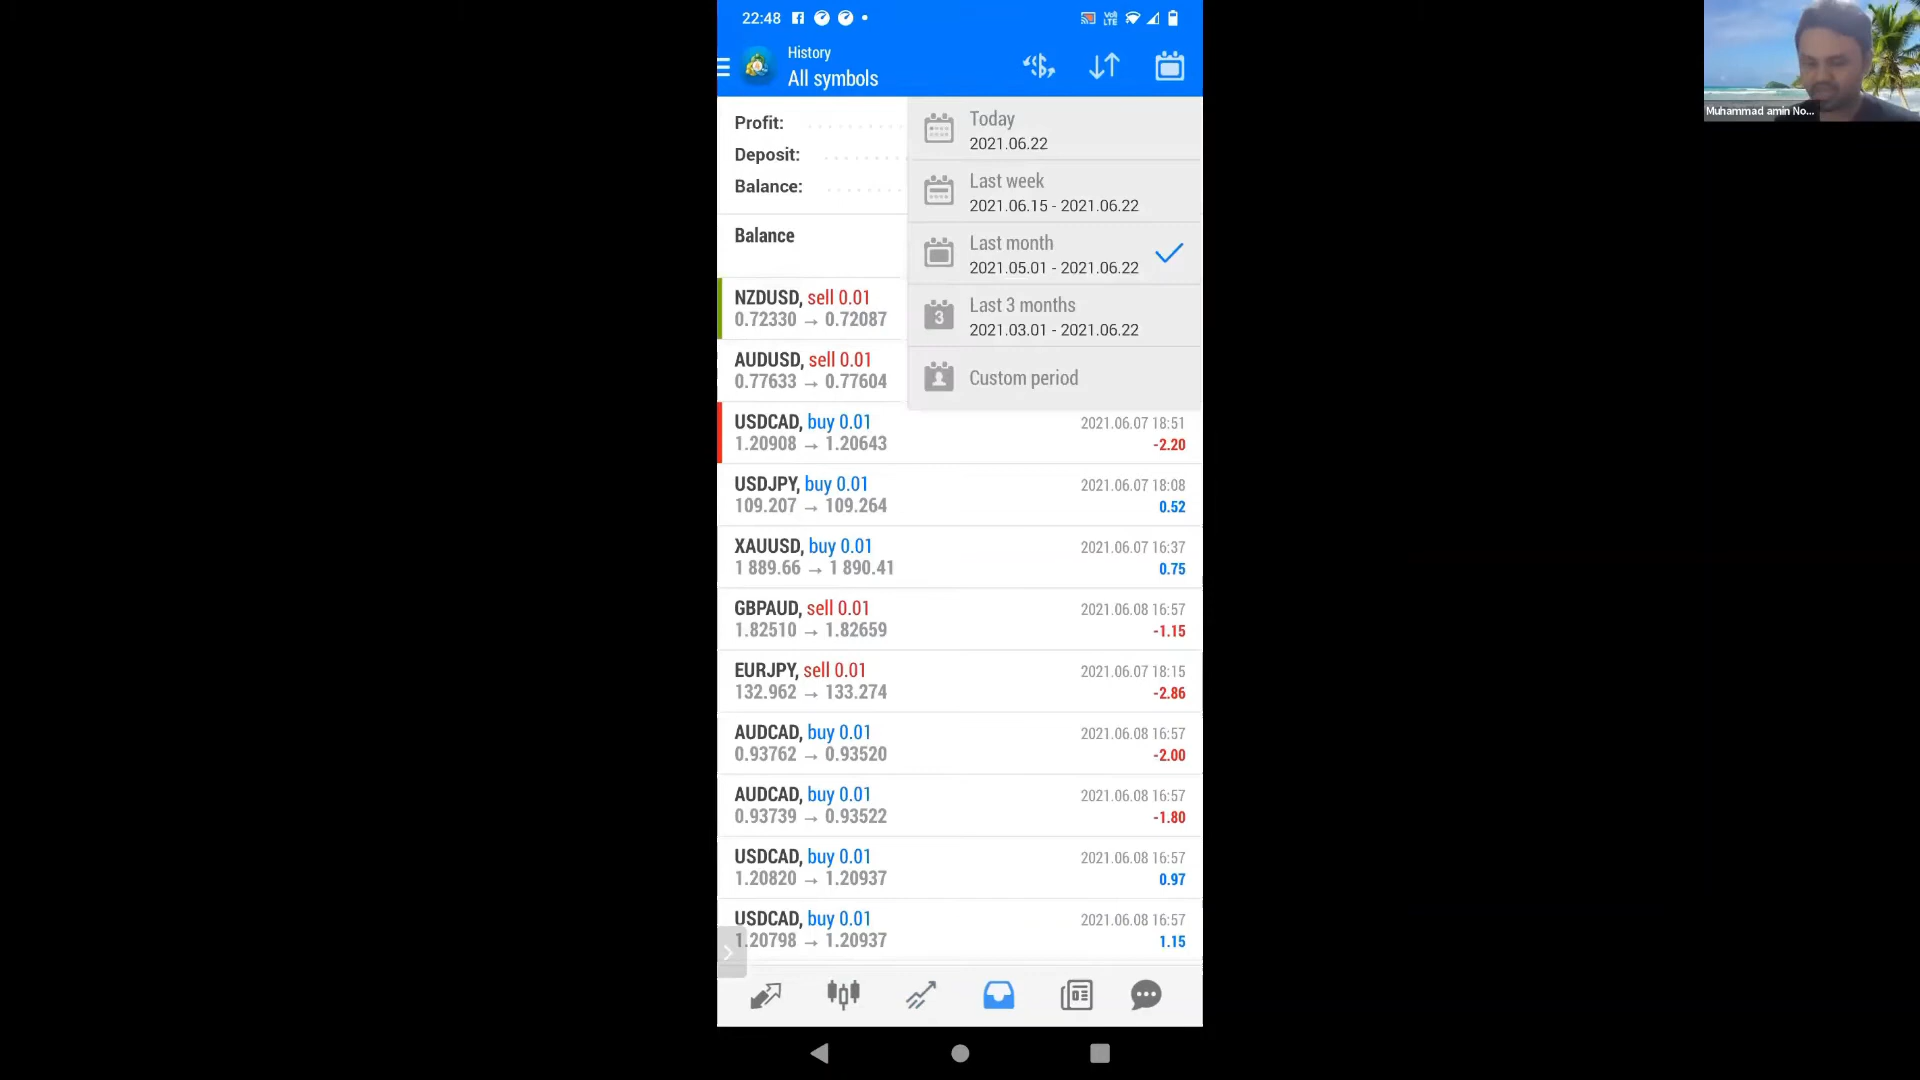 22:48
VoIP LTE
History
All symbols
Profit:
Deposit:
Balance:
Today
2021.06.22
Last week
2021.06.15 - 2021.06.22
Last month
2021.05.01 - 2021.06.22
Last 3 months
2021.03.01 - 2021.06.22
3
Custom period
Balance
NZDUSD, sell 0.01
0.72330 → 0.72087
AUDUSD, sell 0.01
0.77633 → 0.77604
USDCAD, buy 0.01 2021.06.07 18:51
1.20908 → 1.20643 -2.20
USDJPY, buy 0.01 2021.06.07 18:08
109.207 → 109.264 0.52
XAUUSD, buy 0.01 2021.06.07 16:37
1 889.66 → 1 890.41 0.75
GBPAUD, sell 0.01 2021.06.08 16:57
1.82510 → 1.82659 -1.15
EURJPY, sell 0.01 2021.06.07 18:15
132.962 → 133.274 -2.86
AUDCAD, buy 0.01 2021.06.08 16:57
0.93762 → 0.93520 -2.00
AUDCAD, buy 0.01 2021.06.08 16:57
0.93739 → 0.93522 -1.80
USDCAD, buy 0.01 2021.06.08 16:57
1.20820 → 1.20937 0.97
USDCAD, buy 0.01 2021.06.08 16:57
1.20798 → 1.20937 1.15
Muhammad amin No...